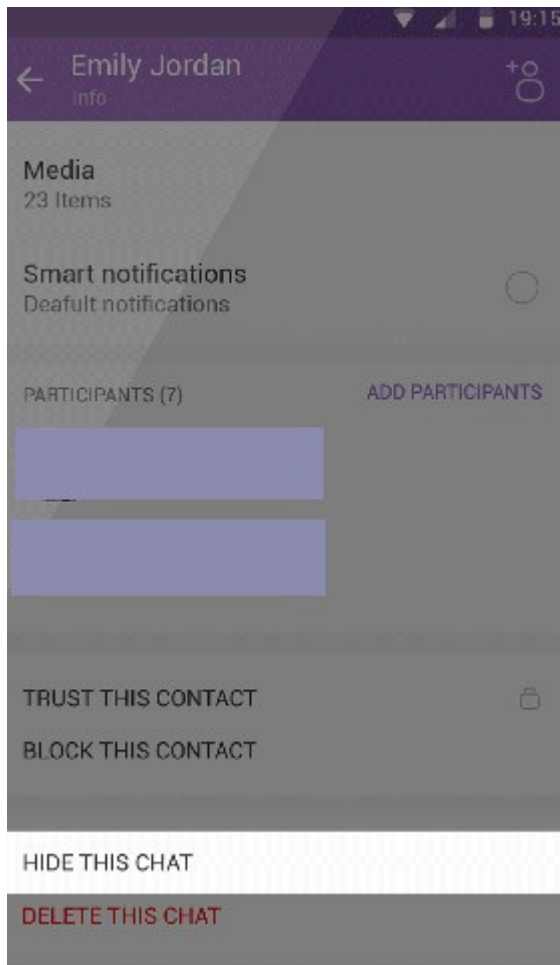 19:15
Emily Jordan
Info
Media
23 Items
Smart notifications
Deafult notifications
PARTICIPANTS (7)
ADD PARTICIPANTS
TRUST THIS CONTACT
BLOCK THIS CONTACT
HIDE THIS CHAT
DELETE THIS CHAT